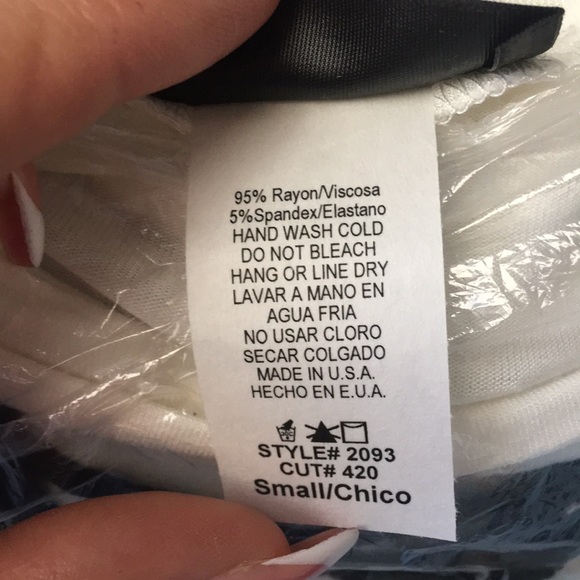 95% Rayon/Viscosa
5%Spandex/Elastano
HAND WASH COLD
DO NOT BLEACH
HANG OR LINE DRY
LAVAR A MANO EN
AGUA FRIA
NO USAR CLORO
SECAR COLGADO
MADE IN U.S.A.
HECHO EN E.U.A.
STYLE# 2093
CUT# 420
Small/Chico